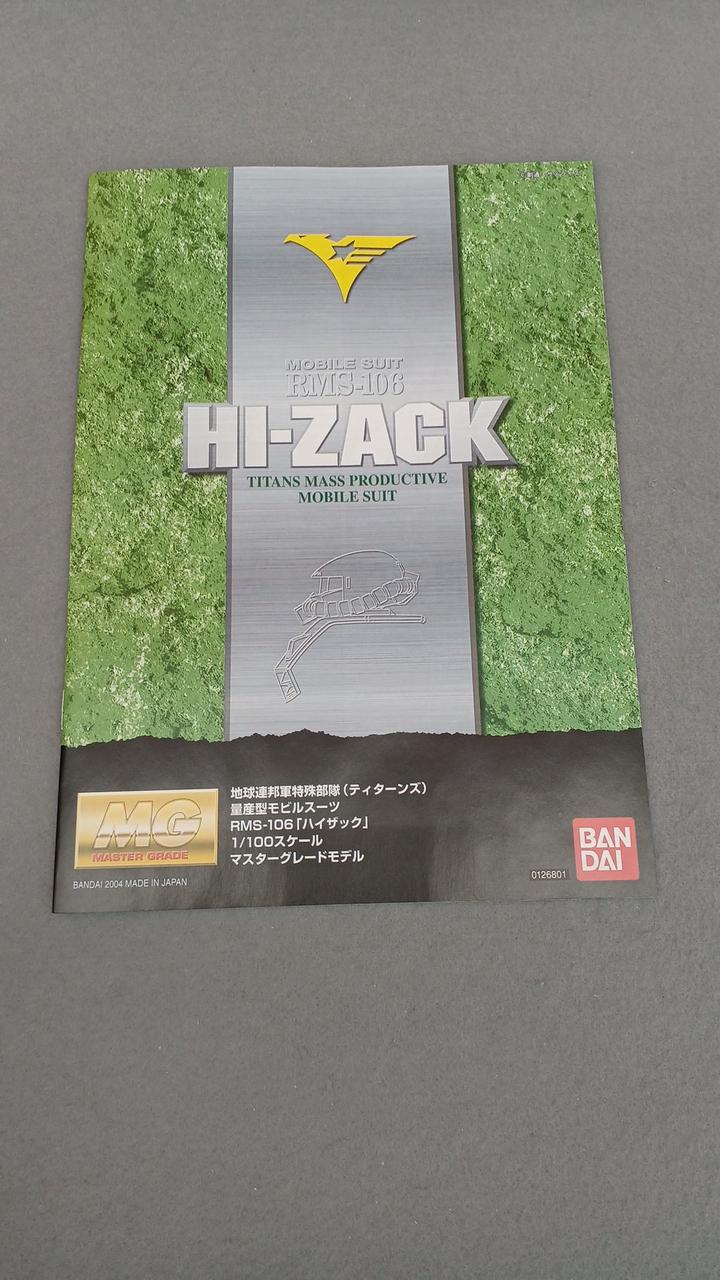 MOBILE SUIT
RMS-106
HI-ZACK
TITANS MASS PRODUCTIVE
MOBILE SUIT
MG
MASTER GRADE
地球連邦軍特殊部隊(ティターンズ)
量産型モビルスーツ
RMS-106「ハイザック」
1/100スケール
マスターグレードモデル
BANDAI 2004 MADE IN JAPAN
0126801
BAN
DAI